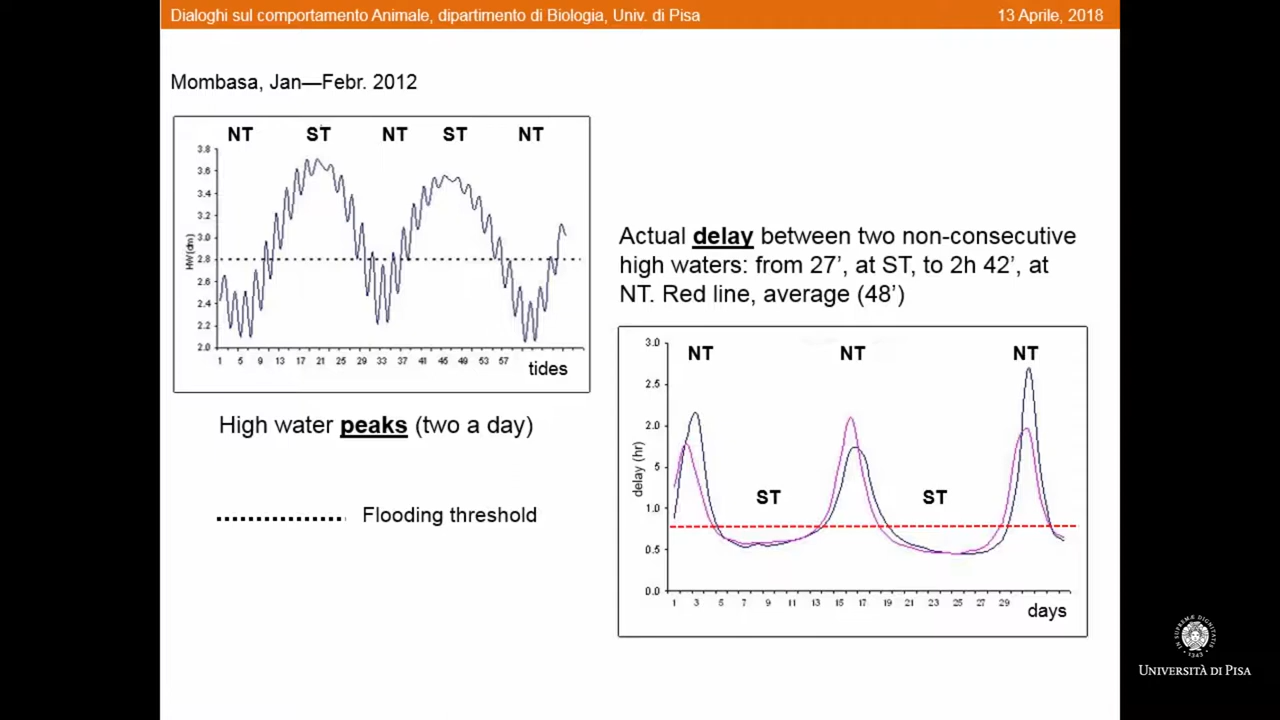 Dialoghi sul comportamento Animale, dipartimento di Biologia, Univ. di Pisa
13 Aprile, 2018
Mombasa, Jan—Febr. 2012
NT ST NT ST NT
3.8
3.6
3.4
3.2
3.0
2.8
2.6
2.4
2.2
2.0
HW(dm)
1 5 9 13 17 21 25 29 33 37 41 45 49 53 57
tides
High water peaks (two a day)
Flooding threshold
Actual delay between two non-consecutive
high waters: from 27’, at ST, to 2h 42’, at
NT. Red line, average (48’)
NT NT NT
ST ST
3.0
2.5
2.0
5
1.0
0.5
0.0
delay (hr)
1 3 5 7 9 11 13 15 17 19 21 23 25 27 29
days
IN SUPREMÆ DIGNITATIS
1343
UNIVERSITÀ DI PISA